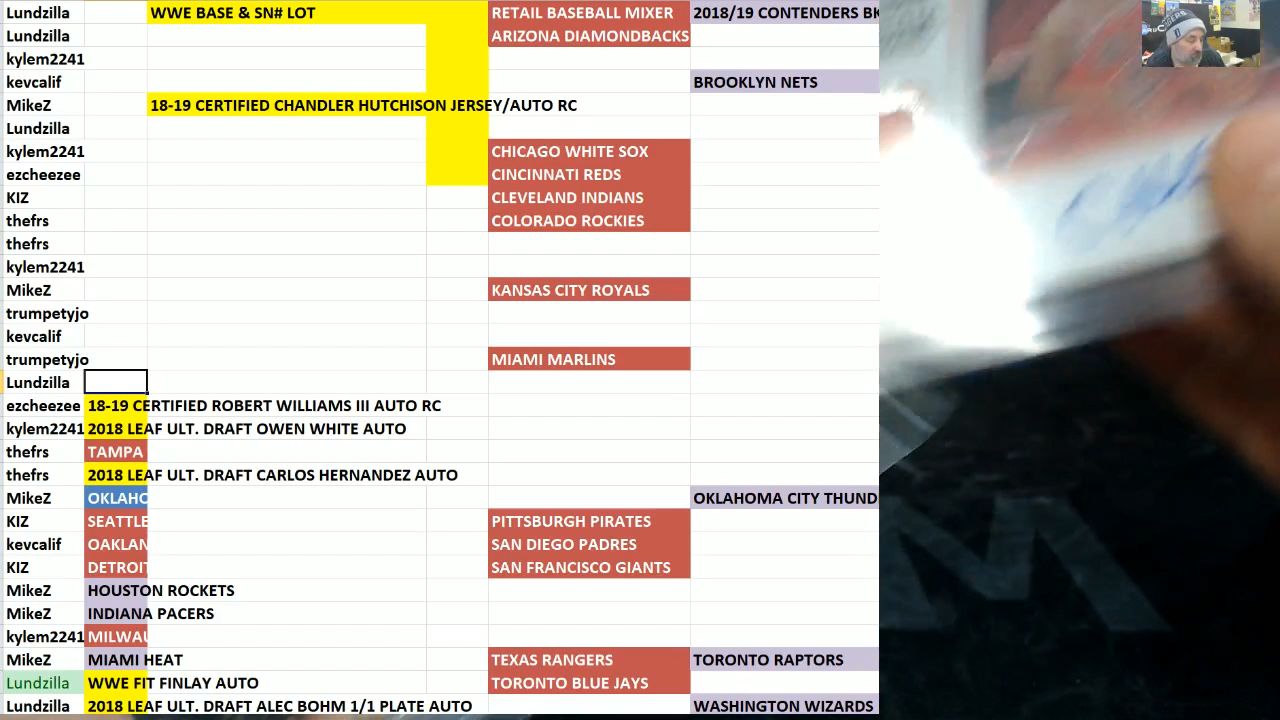 Lundzilla WWE BASE & SN# LOT RETAIL BASEBALL MIXER 2018/19 CONTENDERS BK
Lundzilla ARIZONA DIAMONDBACKS
kylem2241
kevcalif BROOKLYN NETS
MikeZ 18-19 CERTIFIED CHANDLER HUTCHISON JERSEY/AUTO RC
Lundzilla
kylem2241 CHICAGO WHITE SOX
ezcheezee CINCINNATI REDS
KIZ CLEVELAND INDIANS
thefrs COLORADO ROCKIES
thefrs
kylem2241
MikeZ KANSAS CITY ROYALS
trumpetyjo
kevcalif
trumpetyjo MIAMI MARLINS
Lundzilla
ezcheezee 18-19 CERTIFIED ROBERT WILLIAMS III AUTO RC
kylem2241 2018 LEAF ULT. DRAFT OWEN WHITE AUTO
thefrs TAMPA
thefrs 2018 LEAF ULT. DRAFT CARLOS HERNANDEZ AUTO
MikeZ OKLAHO OKLAHOMA CITY THUND
KIZ SEATTLE PITTSBURGH PIRATES
kevcalif OAKLAN SAN DIEGO PADRES
KIZ DETROIT SAN FRANCISCO GIANTS
MikeZ HOUSTON ROCKETS
MikeZ INDIANA PACERS
kylem2241 MILWAU
MikeZ MIAMI HEAT TEXAS RANGERS TORONTO RAPTORS
Lundzilla WWE FIT FINLAY AUTO TORONTO BLUE JAYS
Lundzilla 2018 LEAF ULT. DRAFT ALEC BOHM 1/1 PLATE AUTO WASHINGTON WIZARDS